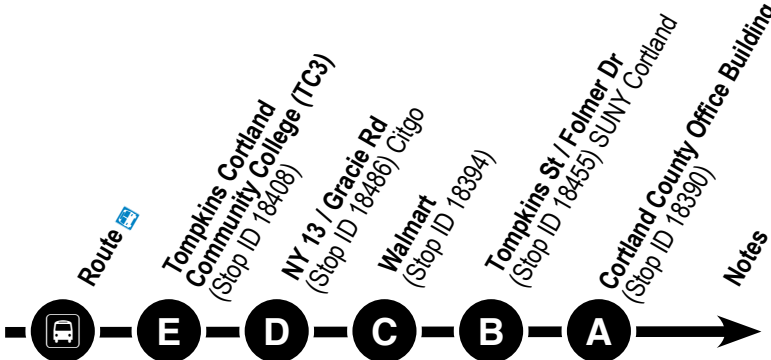 Route
Tompkins Cortland
Community College (TC3)
(Stop ID 18408)
NY 13 / Gracie Rd
(Stop ID 18486) Citgo
Walmart
(Stop ID 18394)
Tompkins St / Folmer Dr
(Stop ID 18455) SUNY Cortland
Cortland County Office Building
(Stop ID 18390)
Notes
E
D
C
B
A